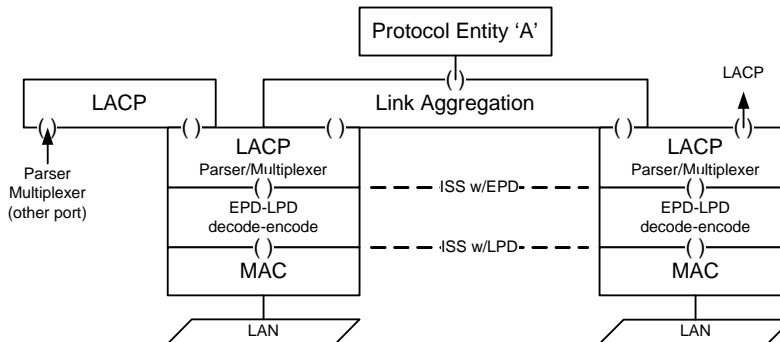 Protocol Entity 'A'
( )
LACP
LACP
Link Aggregation
( )
( )
( )
( )
( )
LACP
Parser/Multiplexer
LACP
Parser/Multiplexer
Parser
Multiplexer
(other port)
( )
ISS w/EPD
( )
EPD-LPD
decode-encode
EPD-LPD
decode-encode
( )
ISS w/LPD
( )
MAC
MAC
LAN
LAN